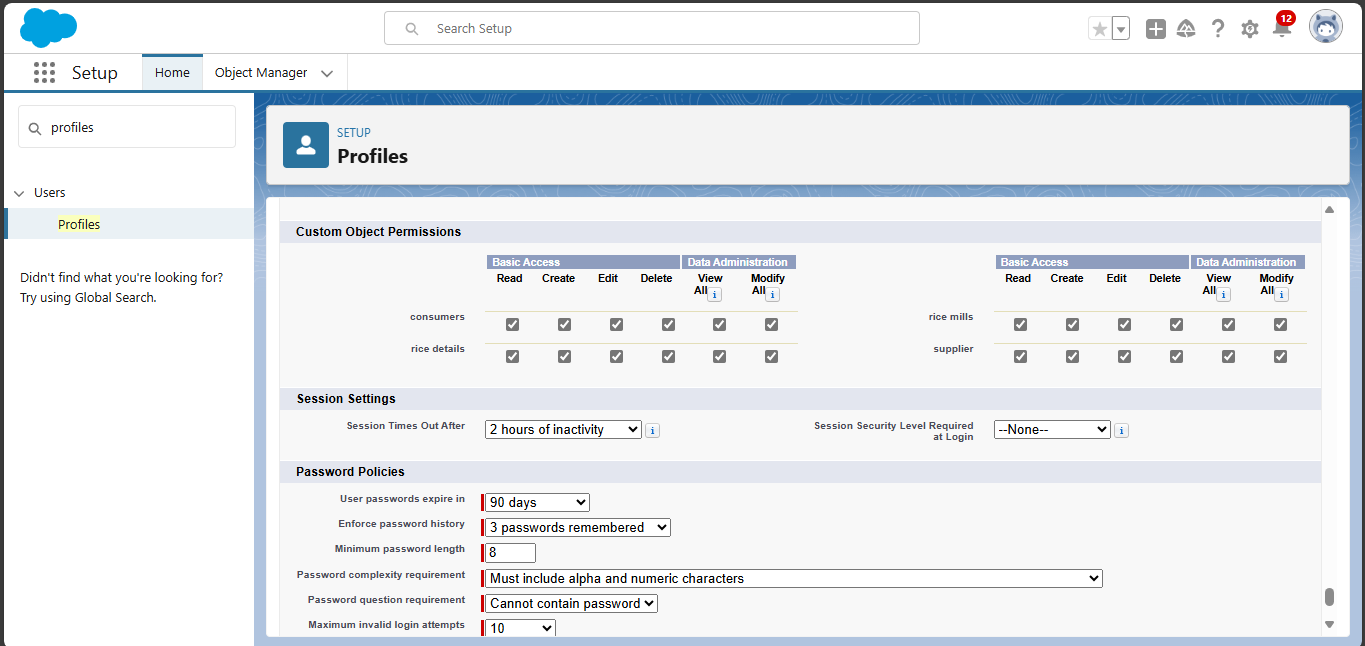 Search Setup
12
Setup
Home
Object Manager
profiles
Users
Profiles
Didn't find what you're looking for?
Try using Global Search.
SETUP
Profiles
Custom Object Permissions
Basic Access Data Administration
Read Create Edit Delete View All i Modify All i
consumers
rice details
Basic Access Data Administration
Read Create Edit Delete View All i Modify All i
rice mills
supplier
Session Settings
Session Times Out After 2 hours of inactivity i
Session Security Level Required
at Login
--None-- i
Password Policies
User passwords expire in 90 days
Enforce password history 3 passwords remembered
Minimum password length 8
Password complexity requirement Must include alpha and numeric characters
Password question requirement Cannot contain password
Maximum invalid login attempts 10